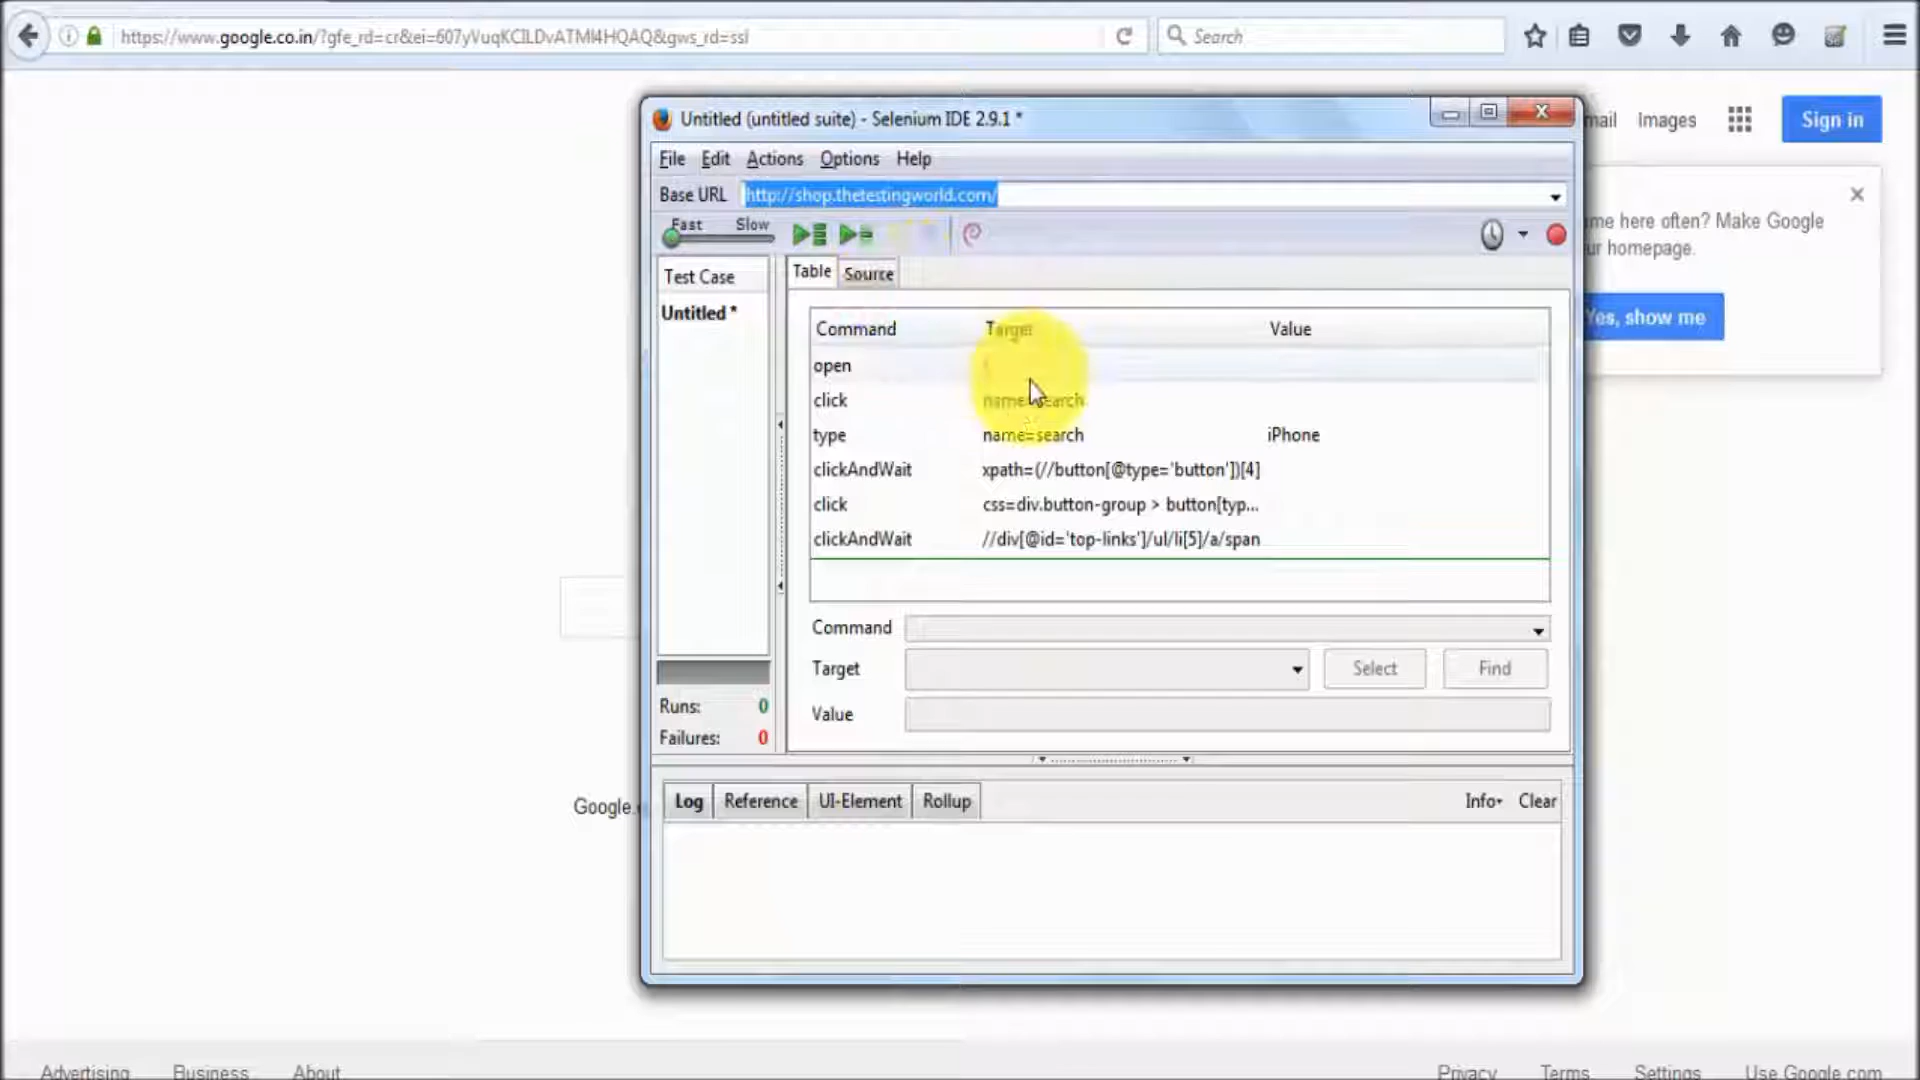 https://www.google.co.in/?gfe_rd=cr&ei=607yVuqKCILDvATMl4HQAQ&gws_rd=ssl
Search
Untitled (untitled suite) - Selenium IDE 2.9.1 *
mail Images Sign in
File Edit Actions Options Help
Base URL http://shop.thetestingworld.com/
me here often? Make Google
ur homepage.
Fast Slow
Test Case
Table Source
Untitled *
Yes, show me
Command Target Value
open
click name=search
type name=search iPhone
clickAndWait xpath=(//button[@type='button'])[4]
click css=div.button-group > button[typ...
clickAndWait //div[@id='top-links']/ul/li[5]/a/span
Command
Target Select Find
Value
Runs: 0
Failures: 0
Log Reference UI-Element Rollup Info Clear
Google.
Advertising Business About Privacy Terms Settings Use Google.com